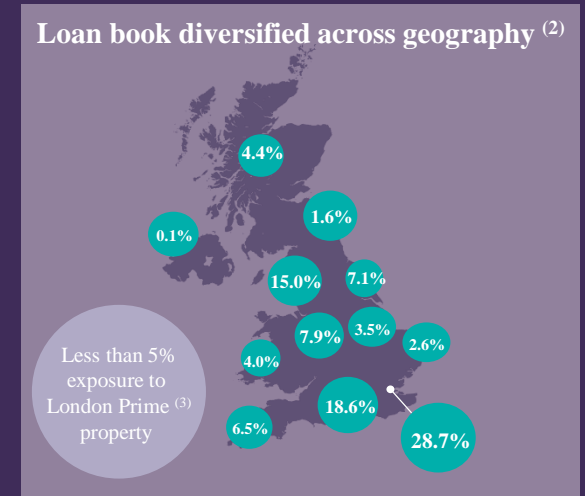 Loan book diversified across geography (2)
4.4%
1.6%
0.1%
15.0%
7.1%
7.9%
3.5%
2.6%
4.0%
Less than 5%
exposure to
London Prime (3)
property
18.6%
6.5%
28.7%